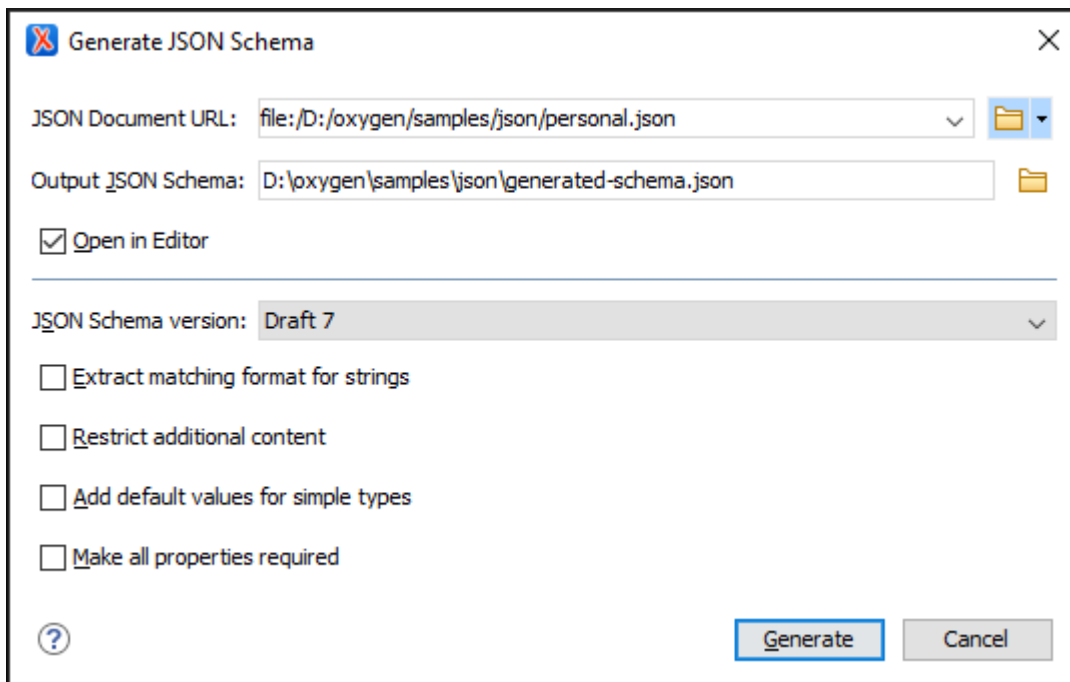 Generate JSON Schema
JSON Document URL: file:/D:/oxygen/samples/json/personal.json
Output JSON Schema: D:\oxygen\samples\json\generated-schema.json
Open in Editor
JSON Schema version: Draft 7
Extract matching format for strings
Restrict additional content
Add default values for simple types
Make all properties required
? Generate Cancel